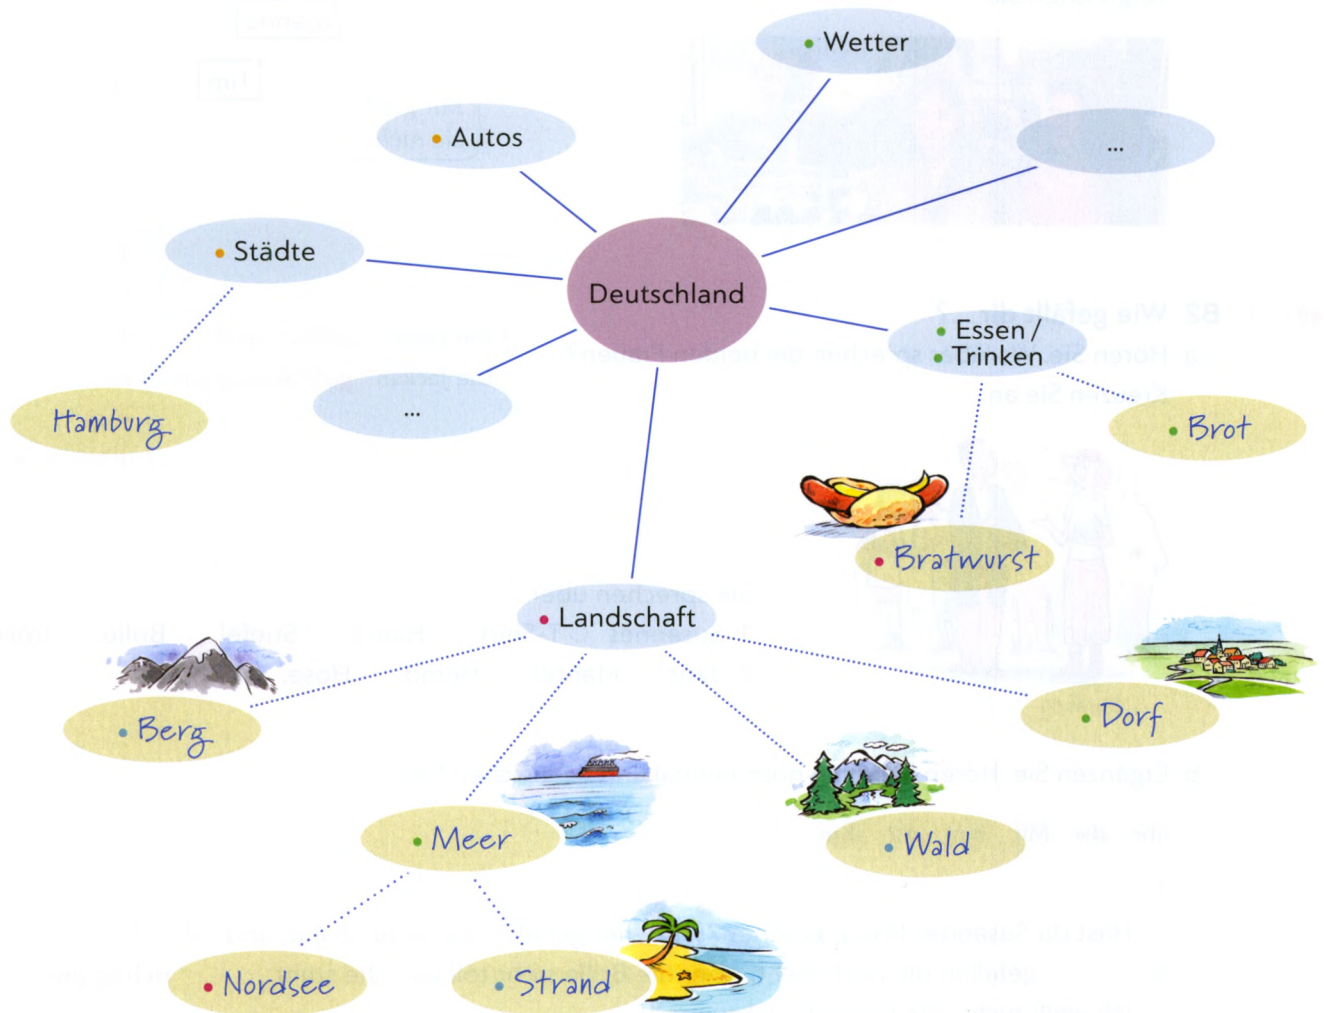 • Wetter
• Autos
...
• Städte
Deutschland
• Essen /
• Trinken
Hamburg
...
• Brot
• Bratwurst
• Landschaft
• Berg
• Dorf
• Meer
• Wald
• Nordsee
• Strand